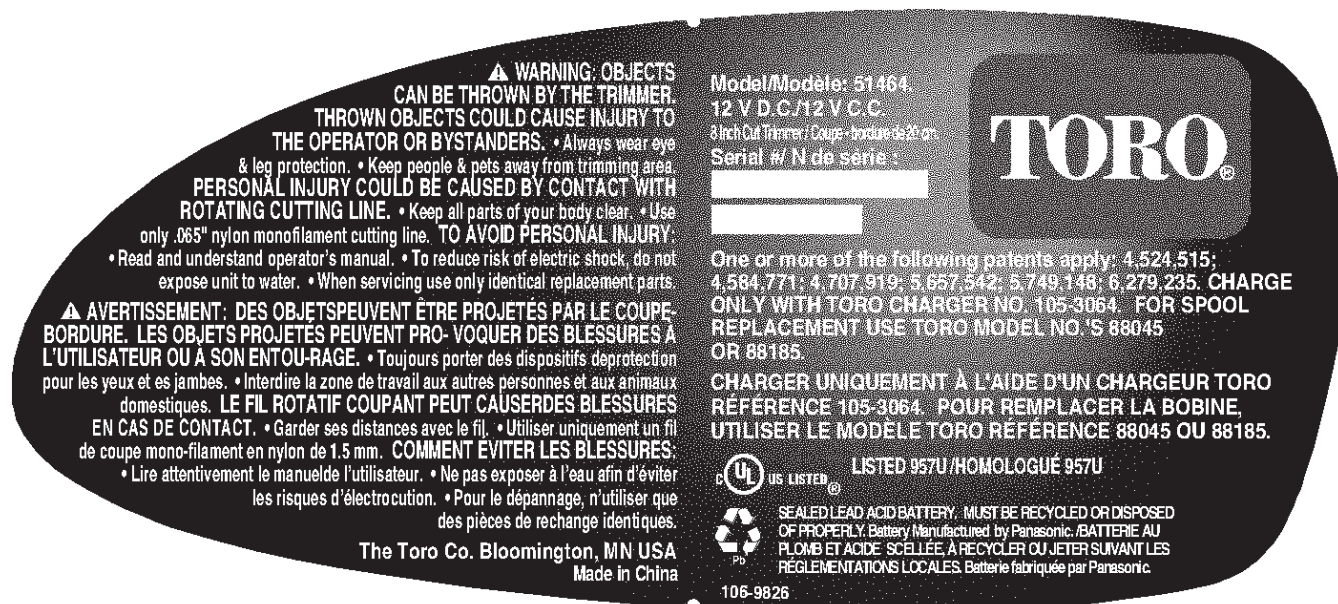 ⚠ WARNING: OBJECTS
CAN BE THROWN BY THE TRIMMER.
THROWN OBJECTS COULD CAUSE INJURY TO
THE OPERATOR OR BYSTANDERS. • Always wear eye
& leg protection. • Keep people & pets away from trimming area.
PERSONAL INJURY COULD BE CAUSED BY CONTACT WITH
ROTATING CUTTING LINE. • Keep all parts of your body clear. • Use
only .065" nylon monofilament cutting line. TO AVOID PERSONAL INJURY:
• Read and understand operator's manual. • To reduce risk of electric shock, do not
expose unit to water. • When servicing use only identical replacement parts.
⚠ AVERTISSEMENT: DES OBJETSPEUVENT ÊTRE PROJETÉS PAR LE COUPE-
BORDURE. LES OBJETS PROJETÉS PEUVENT PRO- VOQUER DES BLESSURES À
L'UTILISATEUR OU À SON ENTOU-RAGE. • Toujours porter des dispositifs deprotection
pour les yeux et es jambes. • Interdire la zone de travail aux autres personnes et aux animaux
domestiques. LE FIL ROTATIF COUPANT PEUT CAUSERDES BLESSURES
EN CAS DE CONTACT. • Garder ses distances avec le fil. • Utiliser uniquement un fil
de coupe mono-filament en nylon de 1.5 mm. COMMENT EVITER LES BLESSURES:
• Lire attentivement le manuelde l'utilisateur. • Ne pas exposer à l'eau afin d'éviter
les risques d'électrocution. • Pour le dépannage, n'utiliser que
des pièces de rechange identiques.
The Toro Co. Bloomington, MN USA
Made in China
Model/Modèle: 51464.
12 V D.C./12 V C.C.
8 Inch Cut Trimmer / Coupe - bordure de 20 cm.
Serial #/ N de série :
TORO®
One or more of the following patents apply: 4,524,515;
4,584,771; 4,707,919; 5,657,542; 5,749,148; 6,279,235. CHARGE
ONLY WITH TORO CHARGER NO. 105-3064. FOR SPOOL
REPLACEMENT USE TORO MODEL NO.'S 88045
OR 88185.
CHARGER UNIQUEMENT À L'AIDE D'UN CHARGEUR TORO
RÉFÉRENCE 105-3064. POUR REMPLACER LA BOBINE,
UTILISER LE MODÈLE TORO RÉFÉRENCE 88045 OU 88185.
C UL US LISTED ® LISTED 957U /HOMOLOGUÉ 957U
SEALED LEAD ACID BATTERY. MUST BE RECYCLED OR DISPOSED
OF PROPERLY. Battery Manufactured by Panasonic. /BATTERIE AU
PLOMB ET ACIDE SCELLÉE, À RECYCLER OU JETER SUIVANT LES
RÉGLEMENTATIONS LOCALES. Batterie fabriquée par Panasonic.
Pb
106-9826